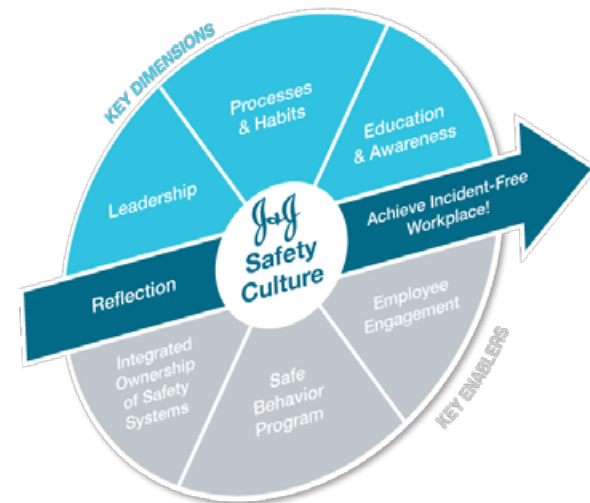 KEY DIMENSIONS
Processes
& Habits
Education
& Awareness
Leadership
Achieve Incident-Free
Workplace!
J&J
Safety
Culture
Reflection
Employee
Engagement
Integrated
Ownership
of Safety
Systems
Safe
Behavior
Program
KEY ENABLERS